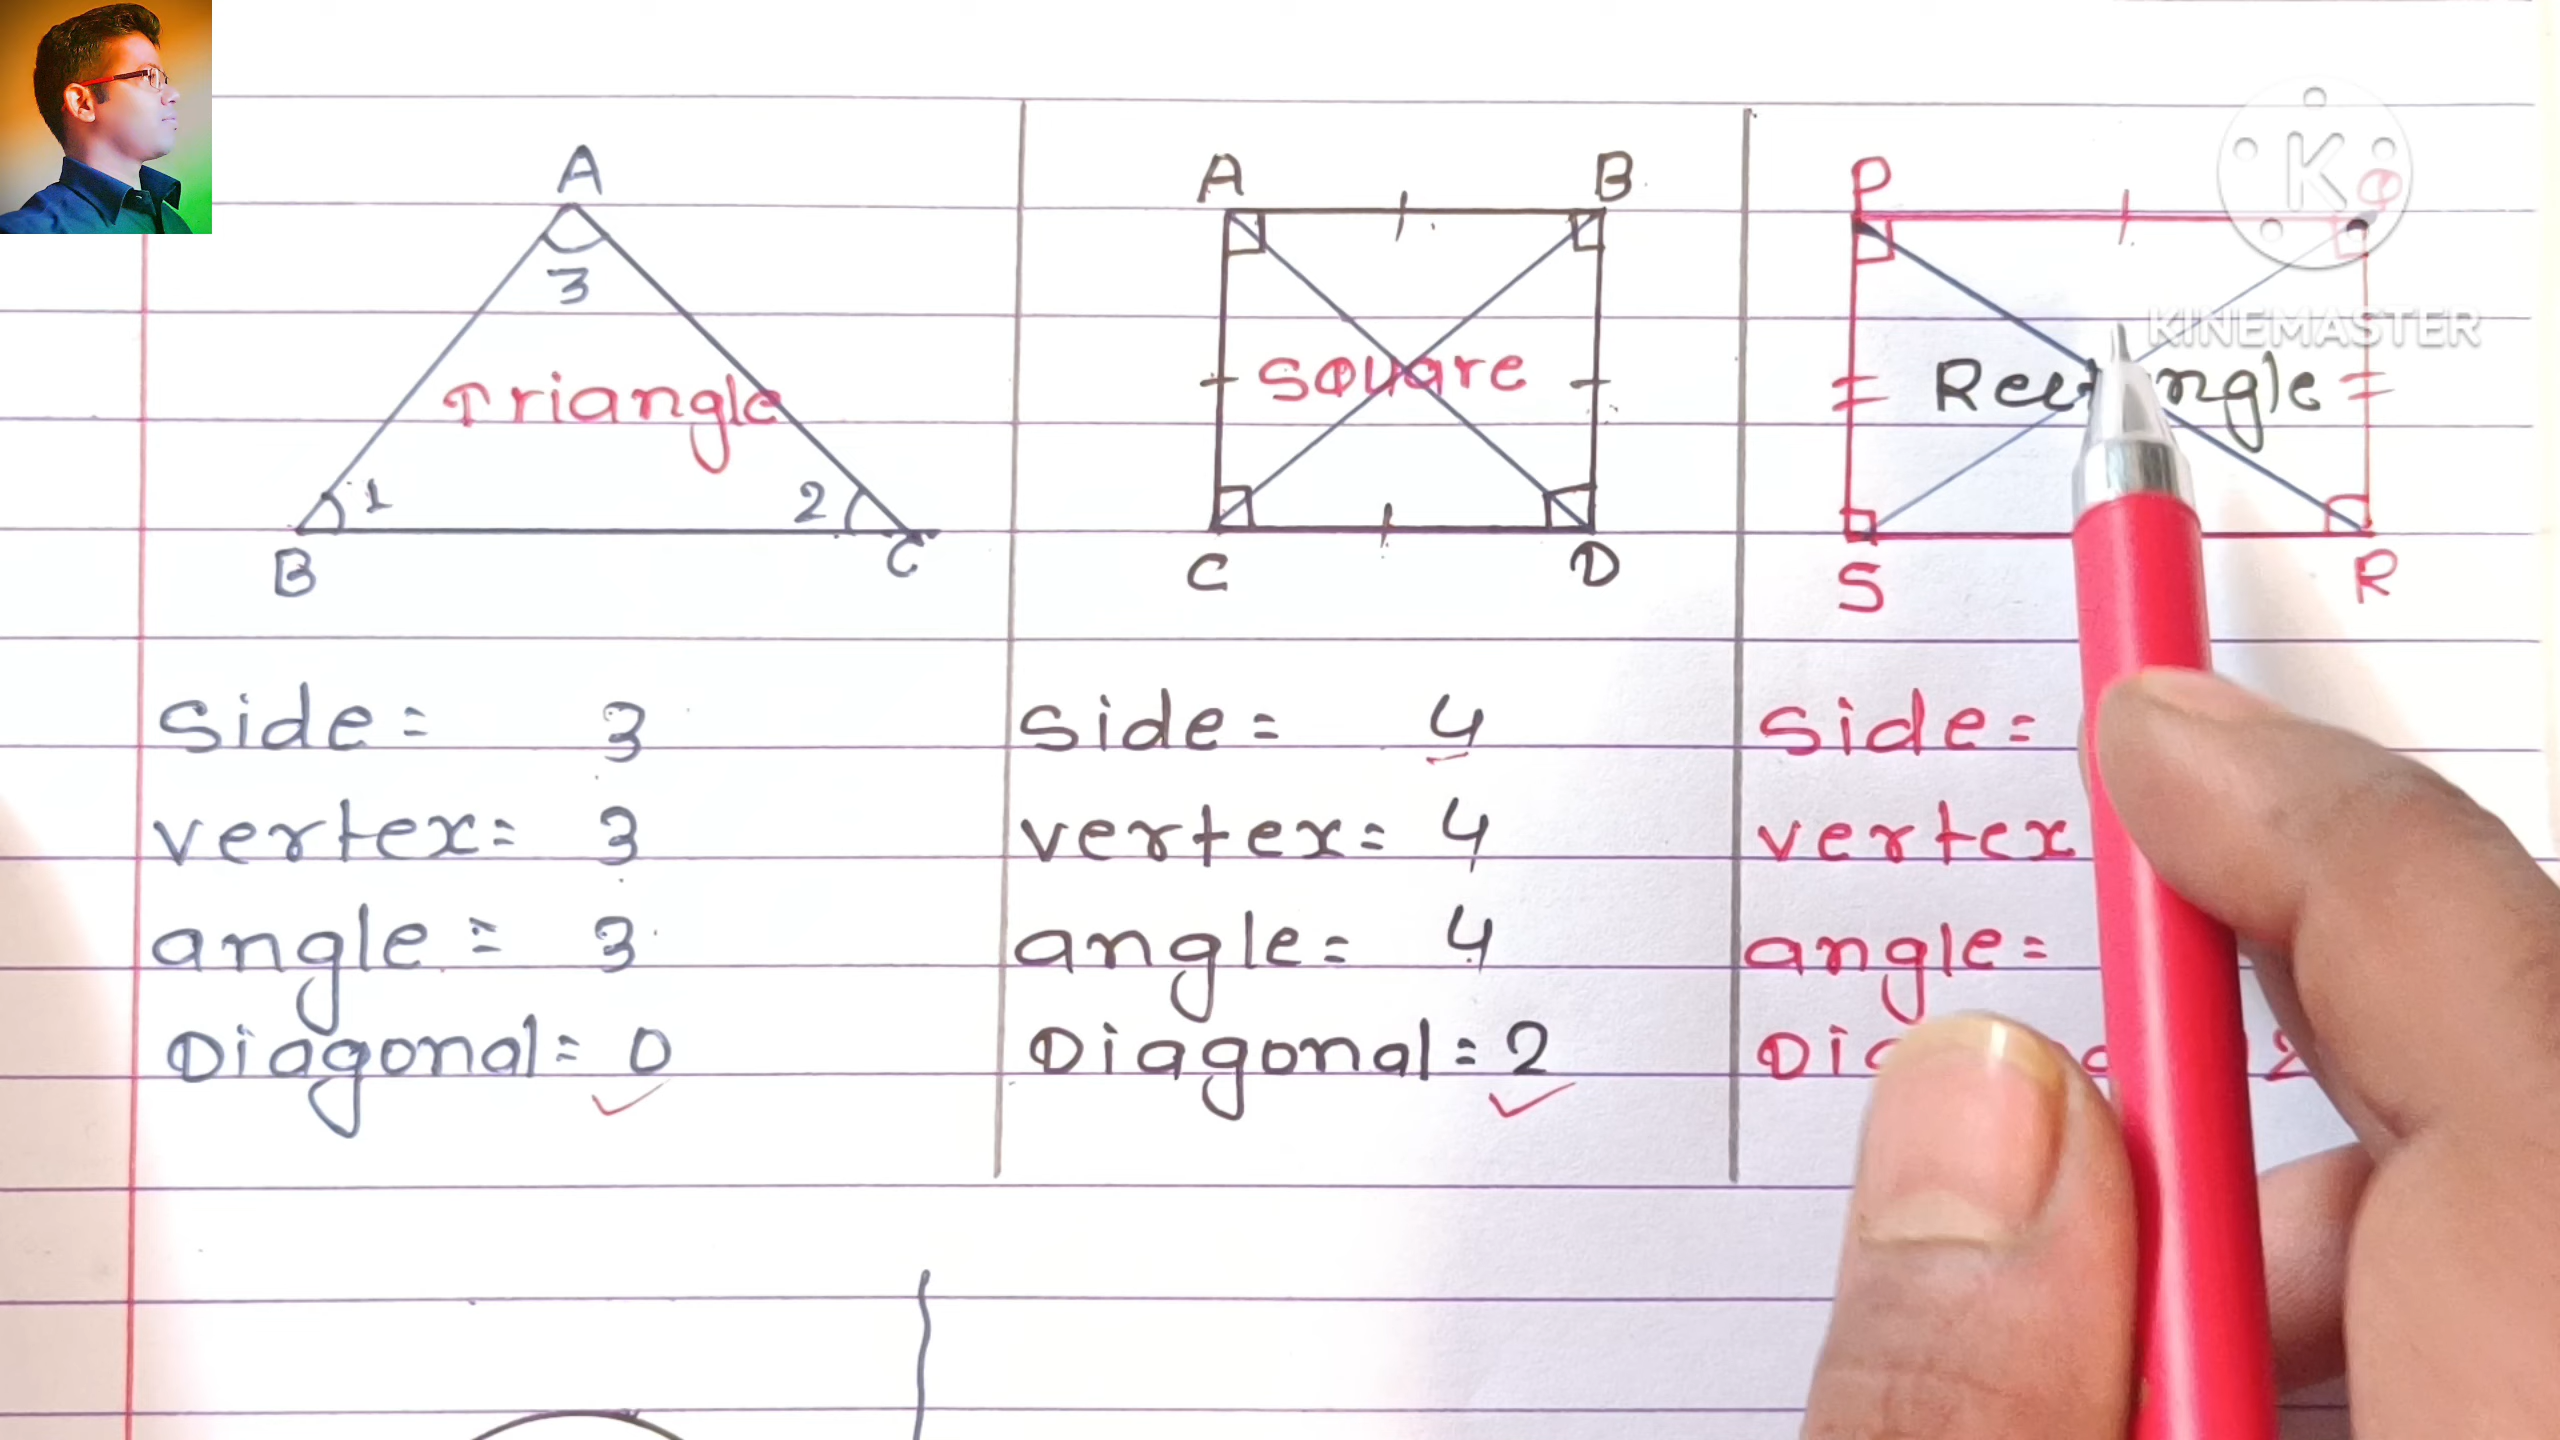 A
3
Triangle
1
2
B
C
side = 3
vertex = 3
angle = 3
Diagonal = 0
A
B
square
C
D
side = 4
vertex = 4
angle = 4
Diagonal = 2
P
Q
K
KINEMASTER
S
R
side =
vertex
angle =
2